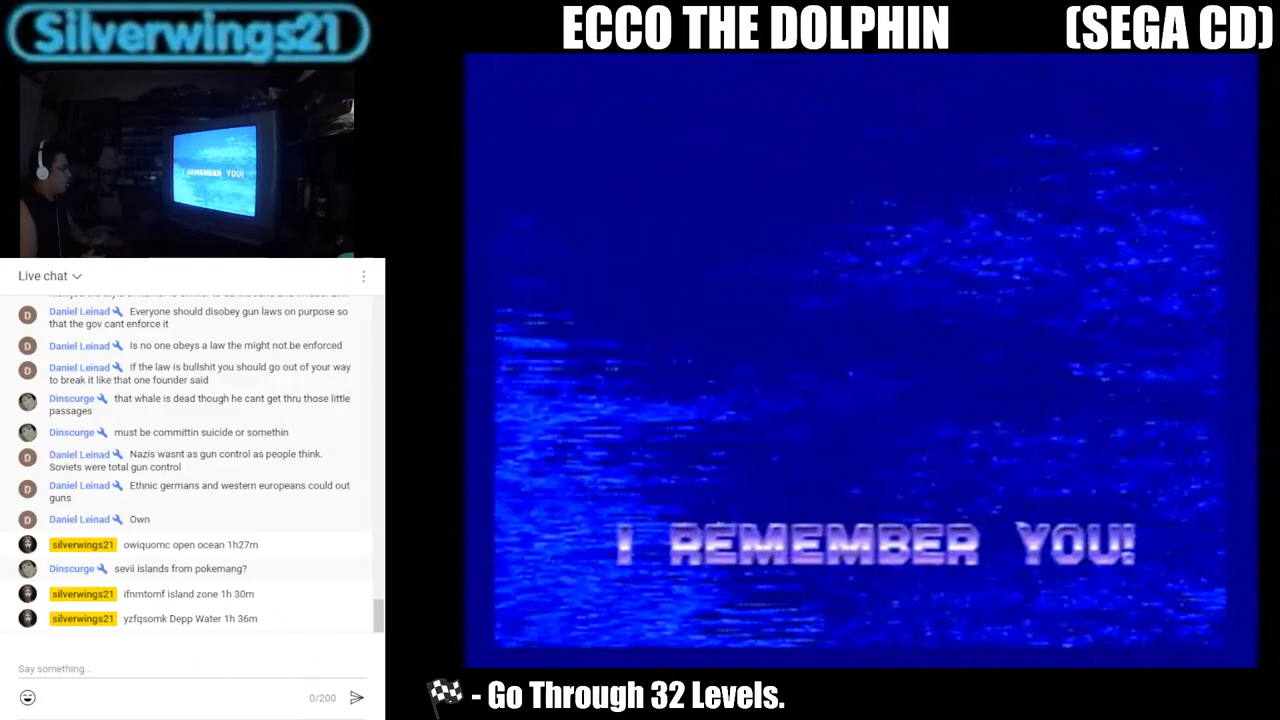 Silverwings21
ECCO THE DOLPHIN (SEGA CD)
I REMEMBER YOU!
Live chat
Daniel Leinad Everyone should disobey gun laws on purpose so
that the gov cant enforce it
Daniel Leinad Is no one obeys a law the might not be enforced
Daniel Leinad If the law is bullshit you should go out of your way
to break it like that one founder said
Dinscurge that whale is dead though he cant get thru those little
passages
Dinscurge must be committin suicide or somethin
Daniel Leinad Nazis wasnt as gun control as people think.
Soviets were total gun control
Daniel Leinad Ethnic germans and western europeans could out
guns
Daniel Leinad Own
silverwings21 owiquomc open ocean 1h27m
Dinscurge sevii islands from pokemang?
silverwings21 ifnmtomf island zone 1h 30m
silverwings21 yzfqsomk Depp Water 1h 36m
Say something...
0/200
I REMEMBER YOU!
- Go Through 32 Levels.